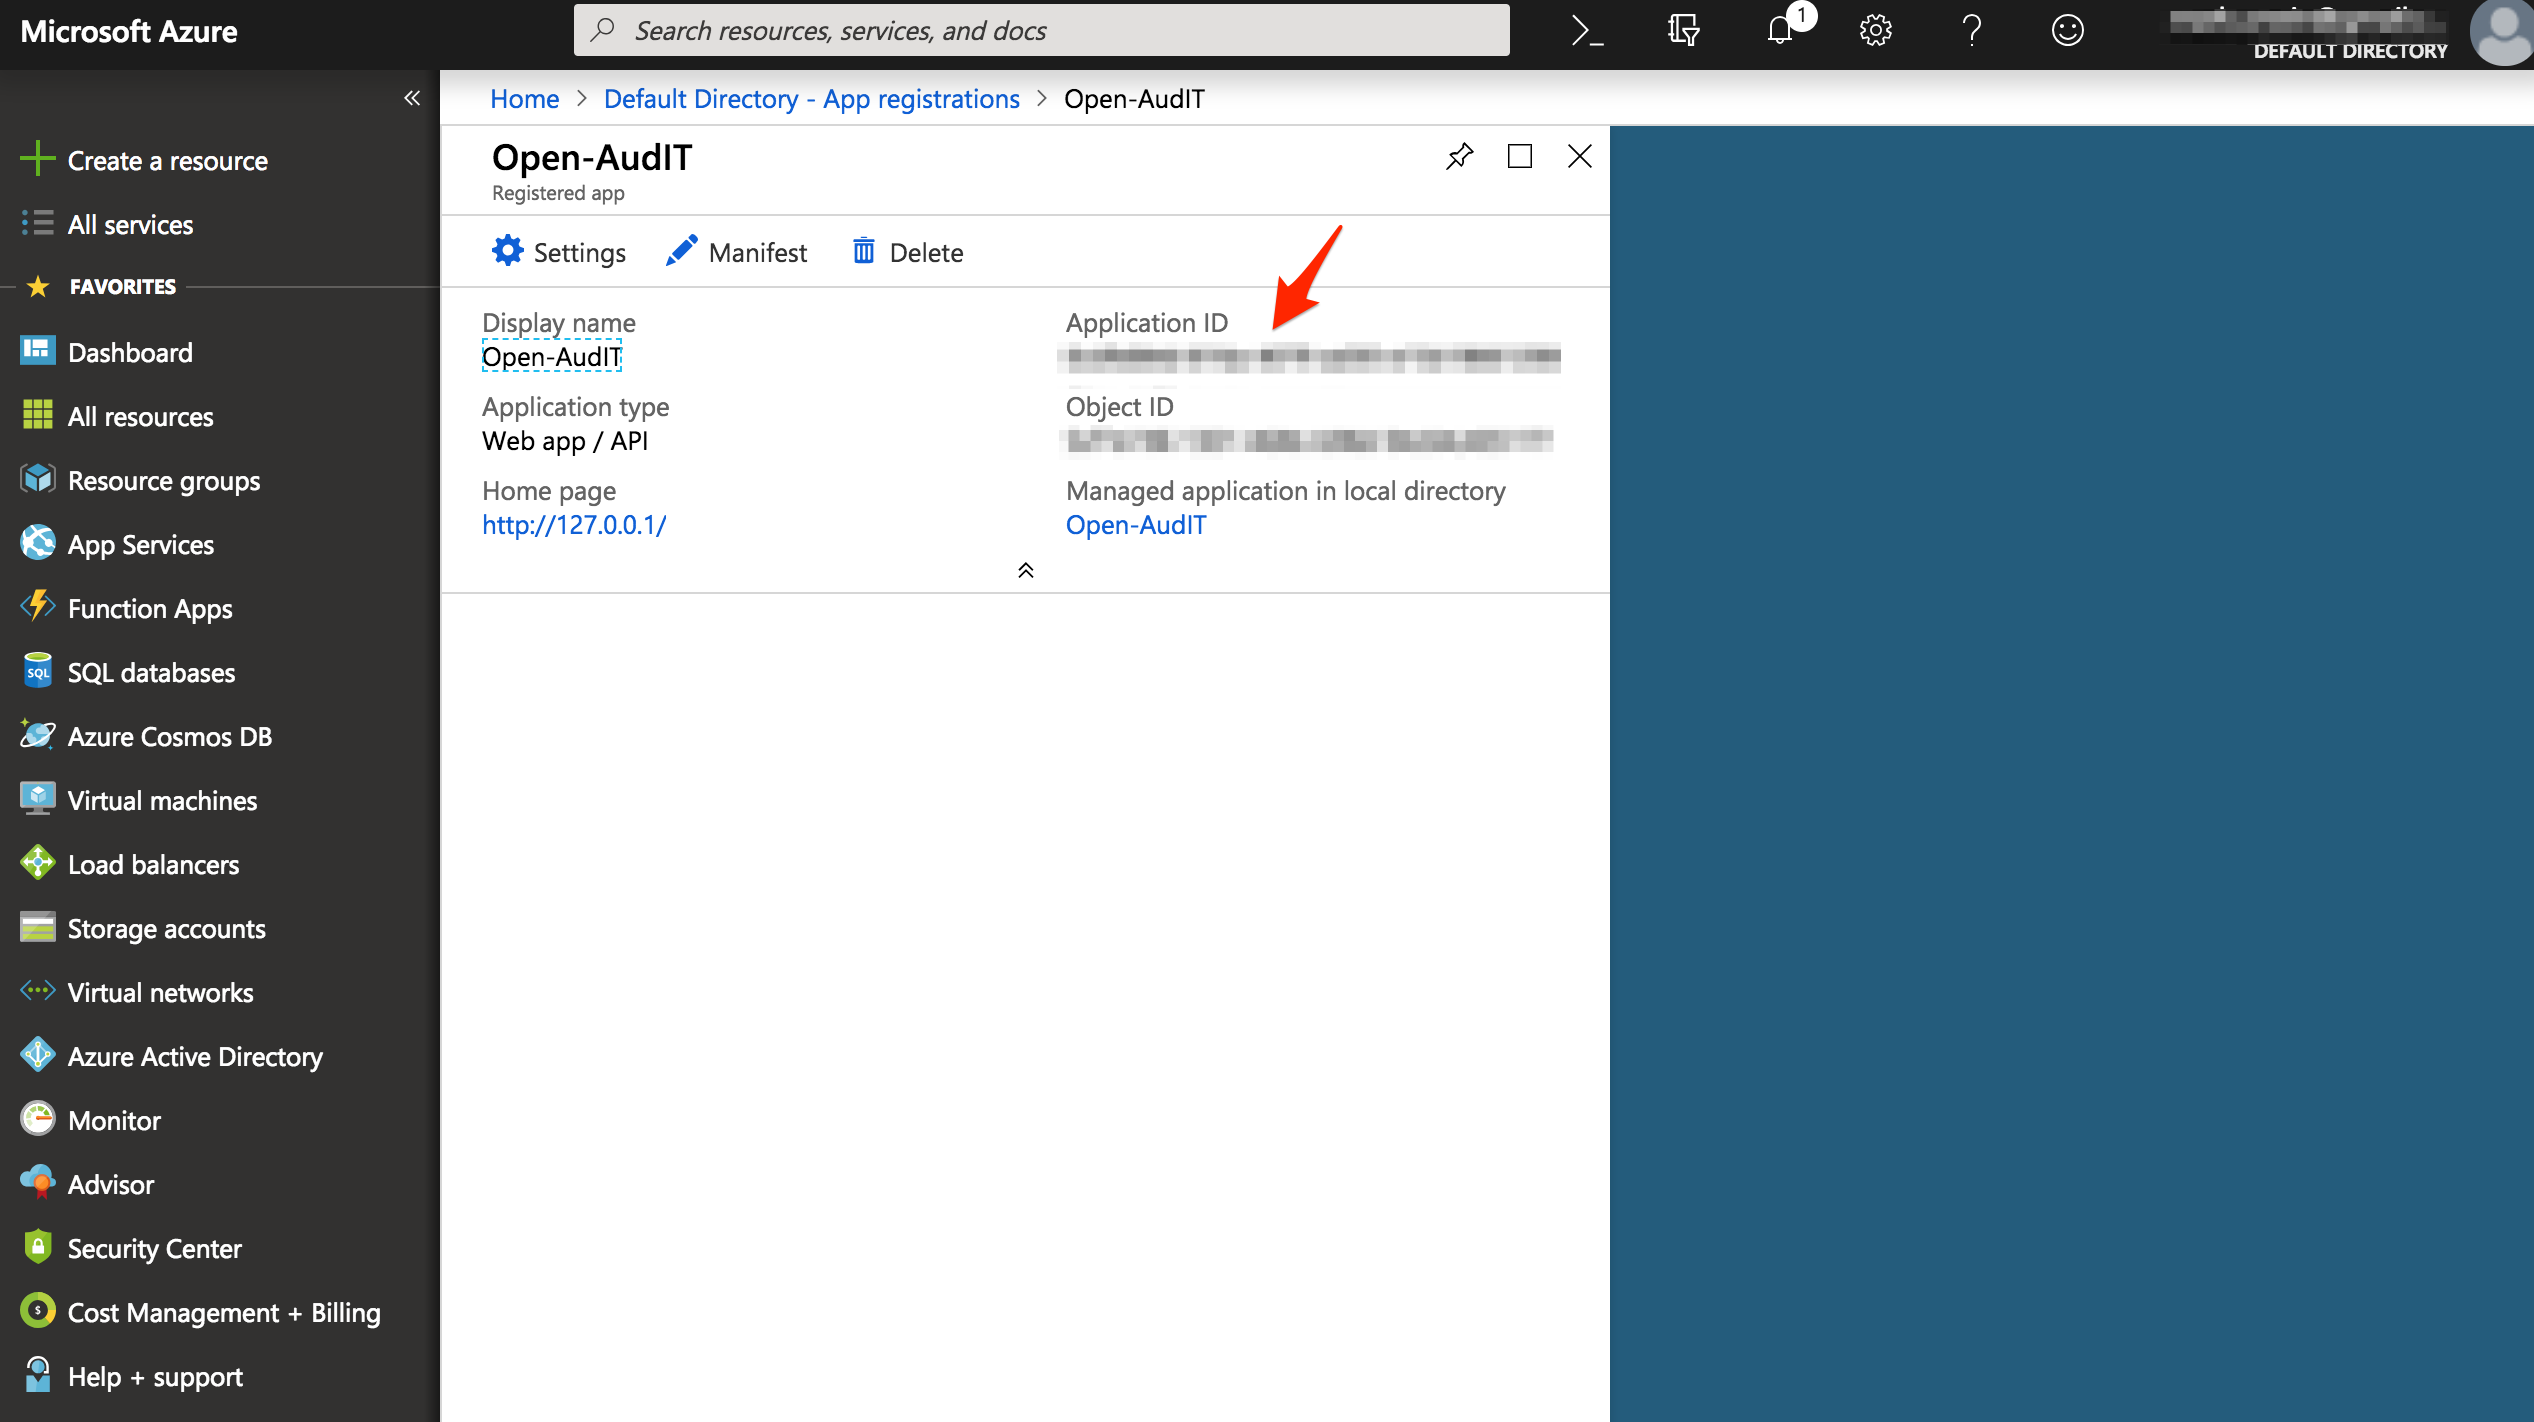 Microsoft Azure
Search resources, services, and docs
1
DEFAULT DIRECTORY
Home > Default Directory - App registrations > Open-AudIT
Create a resource
All services
FAVORITES
Dashboard
All resources
Resource groups
App Services
Function Apps
SQL
SQL databases
Azure Cosmos DB
Virtual machines
Load balancers
Storage accounts
Virtual networks
Azure Active Directory
Monitor
Advisor
Security Center
Cost Management + Billing
Help + support
Open-AudIT
Registered app
Settings
Manifest
Delete
Display name
Open-AudIT
Application ID
Application type
Web app / API
Object ID
Home page
http://127.0.0.1/
Managed application in local directory
Open-AudIT